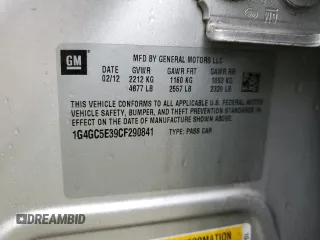 GM
MFD BY GENERAL MOTORS LLC
DATE GVWR GAWR FRT GAWR RR
02/12 2212 KG 1160 KG 1052 KG
4877 LB 2557 LB 2320 LB
THIS VEHICLE CONFORMS TO ALL APPLICABLE U.S. FEDERAL MOTOR
VEHICLE SAFETY, BUMPER, AND THEFT PREVENTION STANDARDS
IN EFFECT ON THE DATE OF MANUFACTURE SHOWN ABOVE.
1G4GC5E39CF290841 TYPE: PASS CAR
DREAMBID